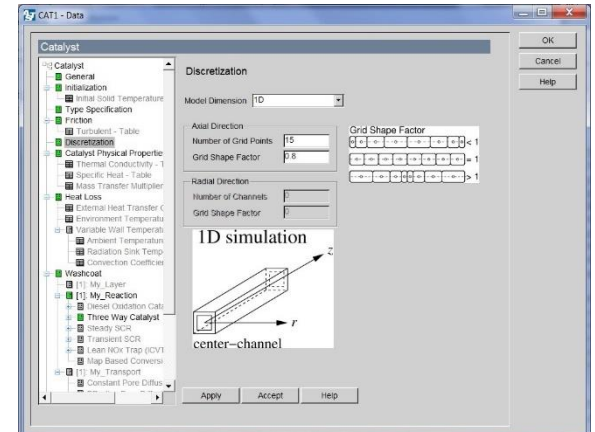 CAT1 - Data
Catalyst
OK
Cancel
Help
Catalyst
General
Initialization
Initial Solid Temperature
Type Specification
Friction
Turbulent - Table
Discretization
Catalyst Physical Propertie
Thermal Conductivity - T
Specific Heat - Table
Mass Transfer Multiplier
Heat Loss
External Heat Transfer C
Environment Temperatu
Variable Wall Temperatu
Ambient Temperature
Radiation Sink Temp
Convection Coefficie
Washcoat
[1]: My_Layer
[1]: My_Reaction
Diesel Oxidation Cata
Three Way Catalyst
Steady SCR
Transient SCR
Lean NOx Trap (ICVT
Map Based Conversi
[1]: My_Transport
Constant Pore Diffus
Discretization
Model Dimension 1D
Axial Direction
Number of Grid Points 15
Grid Shape Factor 0.8
Radial Direction
Number of Channels 0
Grid Shape Factor 0
Grid Shape Factor
< 1
= 1
> 1
1D simulation
z
r
center-channel
Apply Accept Help